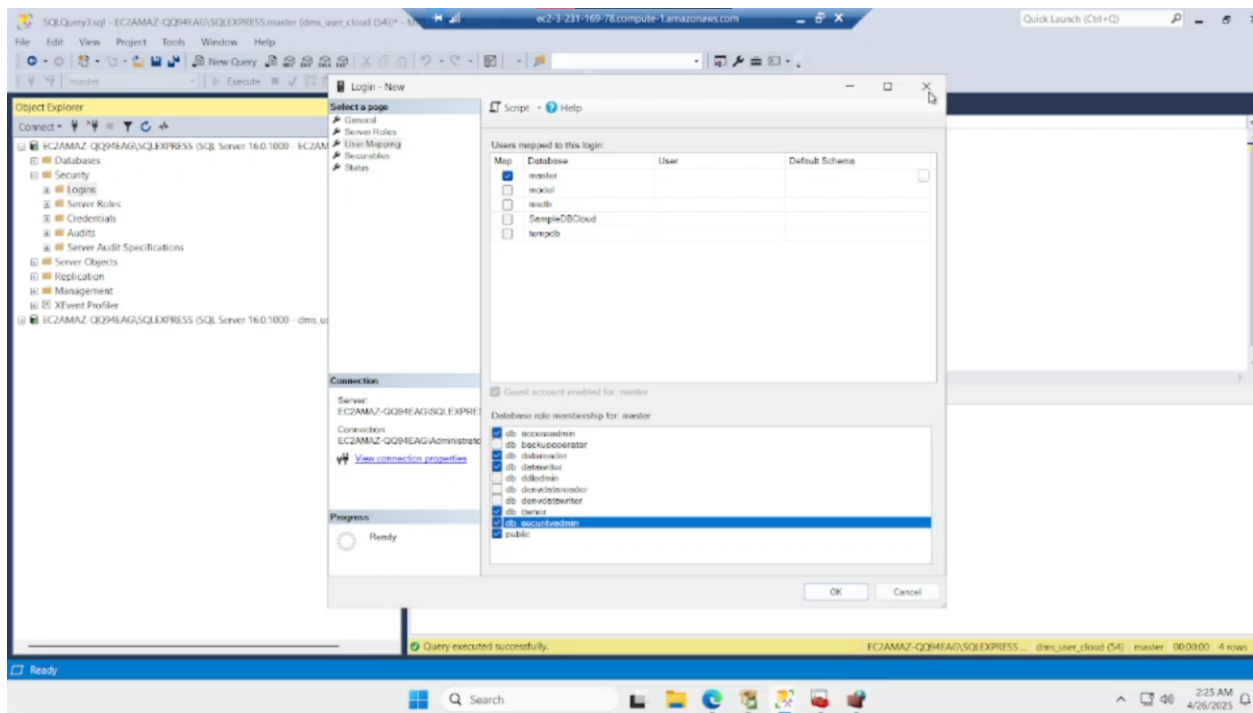 SQLQuery3.sql - EC2AMAZ-QQ94EAG\SQLEXPRESS.master (dms_user_cloud (54))* - M
ec2-3-231-169-78.compute-1.amazonaws.com
Quick Launch (Ctrl+Q)
File Edit View Project Tools Window Help
New Query
master
Execute
Login - New
Object Explorer
Connect
EC2AMAZ-QQ94EAG\SQLEXPRESS (SQL Server 16.0.1000 - EC2AM
Databases
Security
Logins
Server Roles
Credentials
Audits
Server Audit Specifications
Server Objects
Replication
Management
XEvent Profiler
EC2AMAZ-QQ94EAG\SQLEXPRESS (SQL Server 16.0.1000 - dms_us
Select a page
General
Server Roles
User Mapping
Securables
Status
Script Help
Users mapped to this login:
Map Database User Default Schema
master
model
msdb
SampleDBCloud
tempdb
Guest account enabled for: master
Database role membership for: master
db_accessadmin
db_backupoperator
db_datareader
db_datawriter
db_ddladmin
db_denydatareader
db_denydatawriter
db_owner
db_securityadmin
public
Connection
Server:
EC2AMAZ-QQ94EAG\SQLEXPRE
Connection:
EC2AMAZ-QQ94EAG\Administrato
View connection properties
Progress
Ready
OK Cancel
Query executed successfully.
EC2AMAZ-QQ94EAG\SQLEXPRESS ... dms_user_cloud (54) master 00:00:00 4 rows
Ready
Search
2:25 AM
4/26/2025